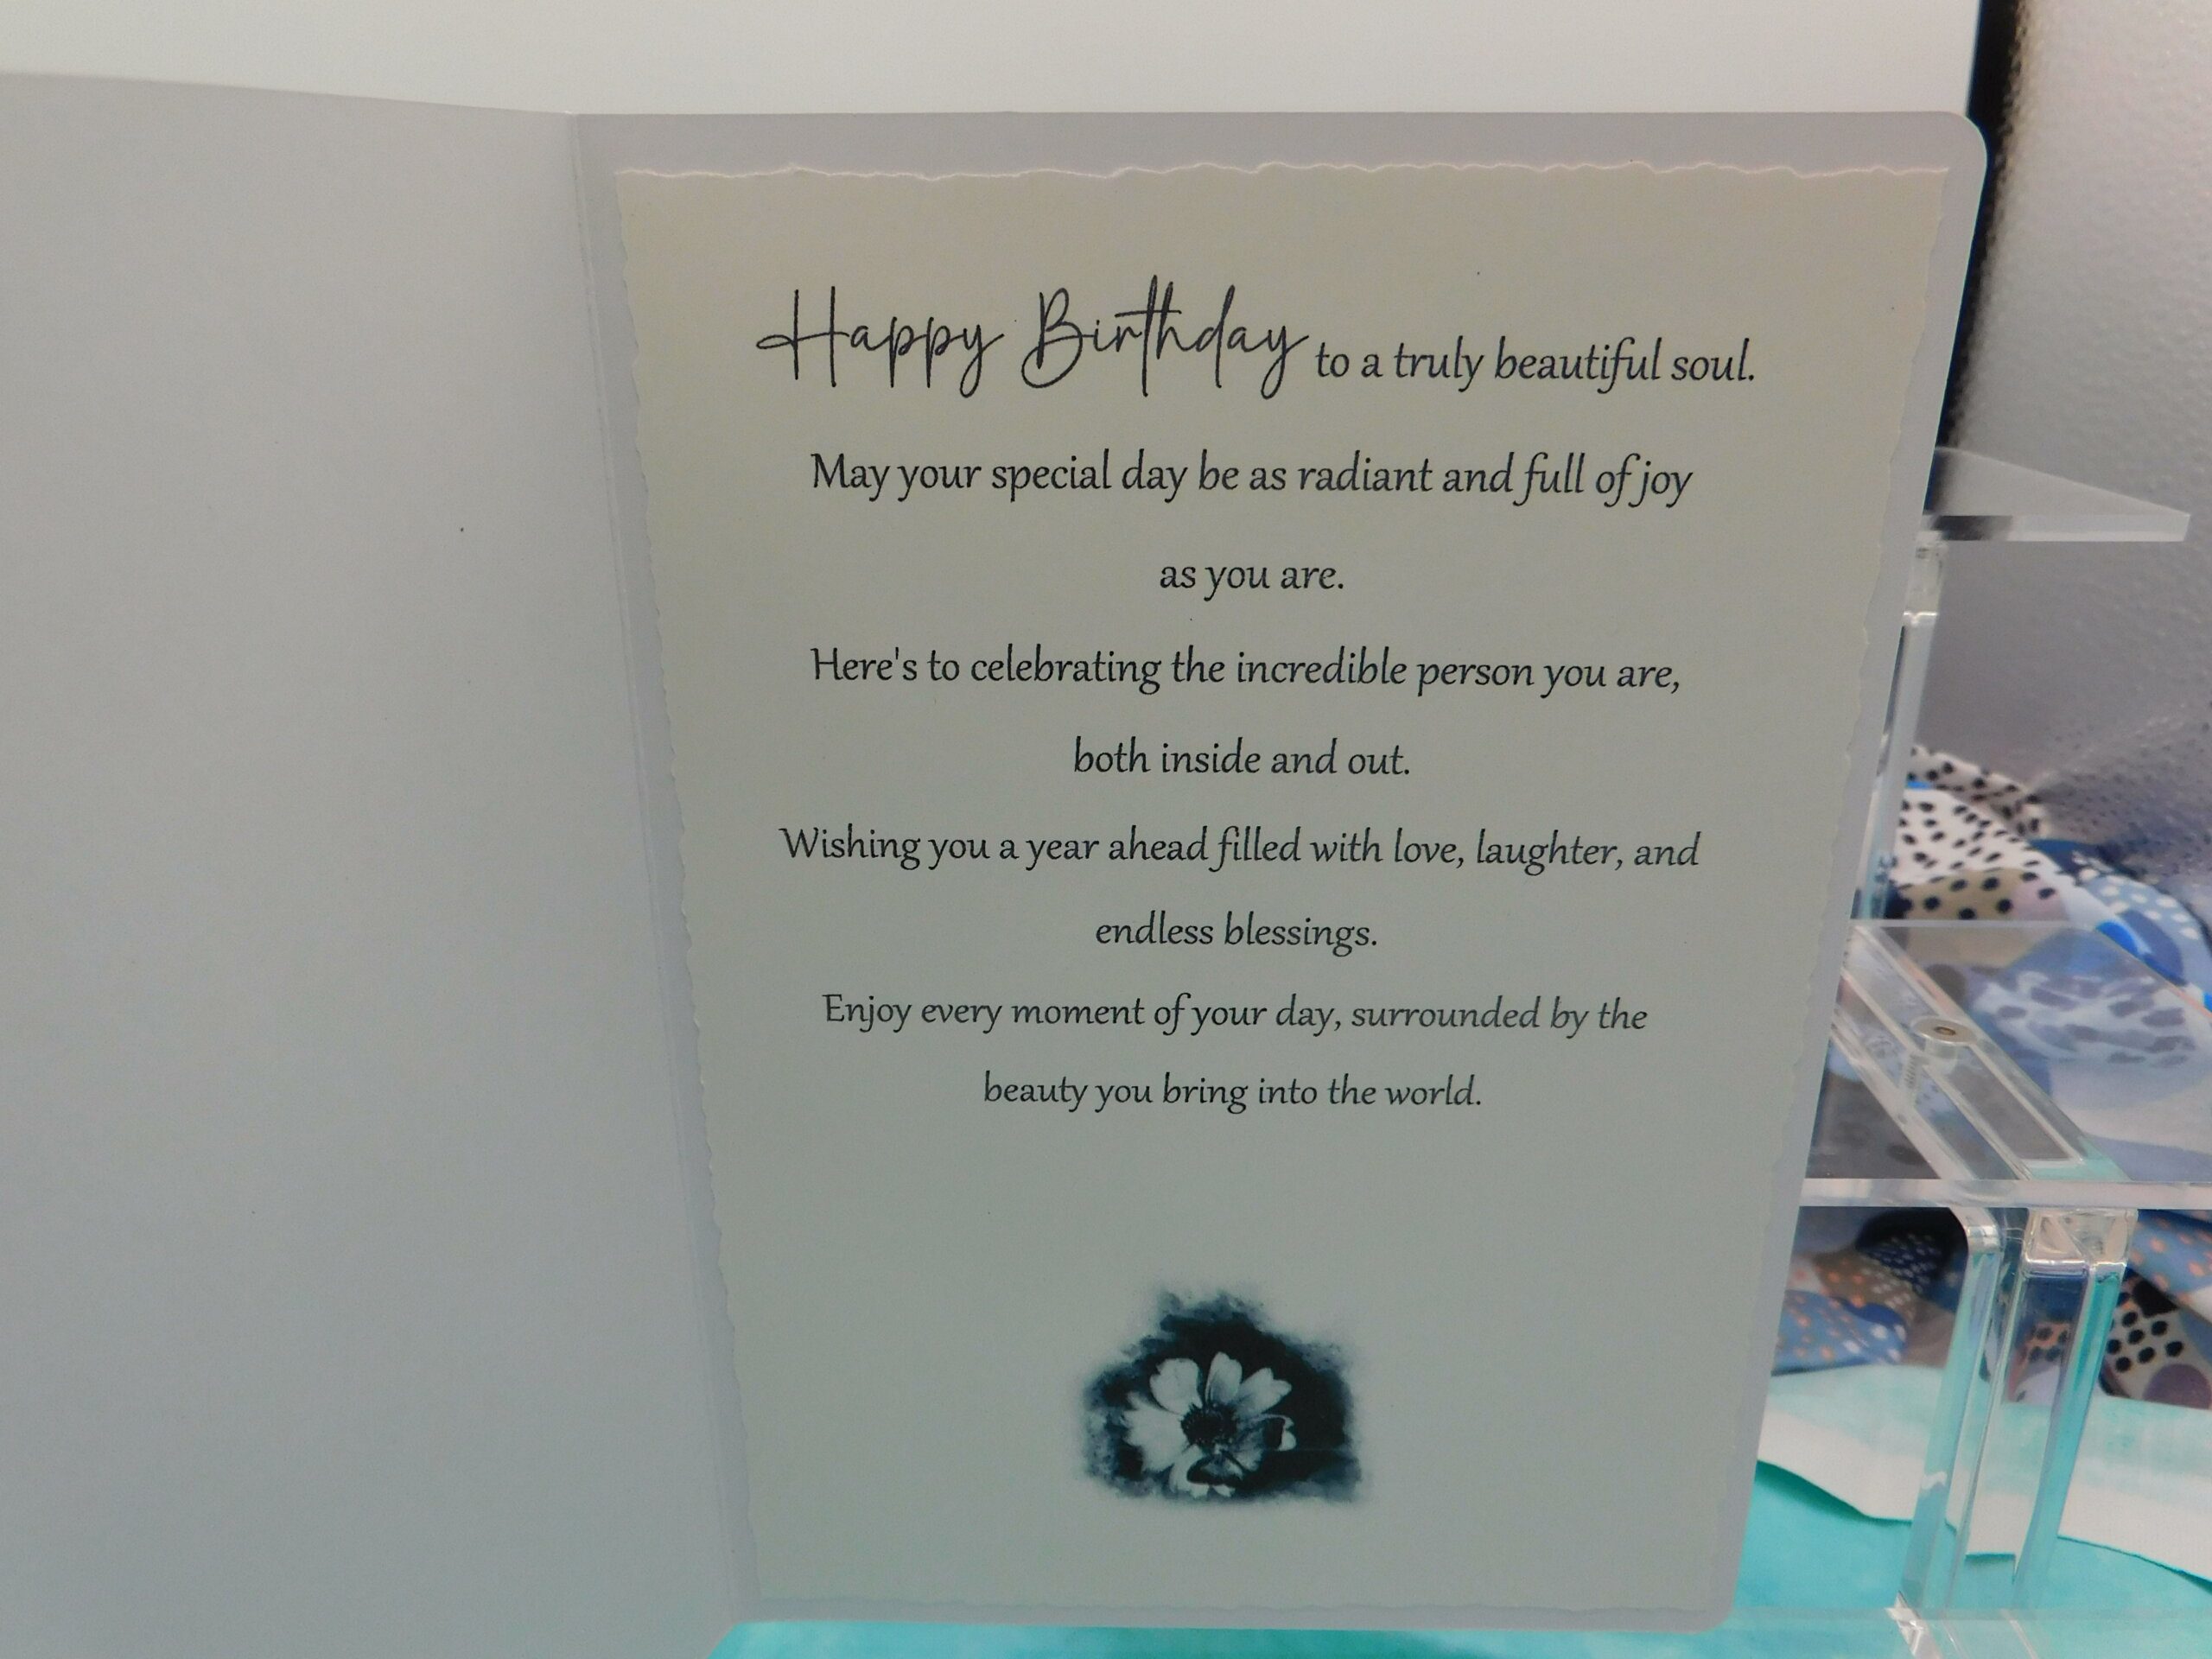 Happy Birthday to a truly beautiful soul.
May your special day be as radiant and full of joy
as you are.
Here's to celebrating the incredible person you are,
both inside and out.
Wishing you a year ahead filled with love, laughter, and
endless blessings.
Enjoy every moment of your day, surrounded by the
beauty you bring into the world.